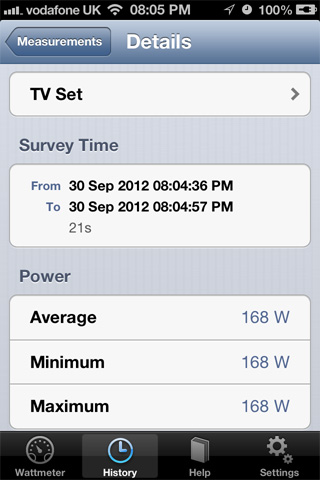 vodafone UK 08:05 PM 100%
Measurements Details
TV Set
Survey Time
From 30 Sep 2012 08:04:36 PM
To 30 Sep 2012 08:04:57 PM
21s
Power
Average 168 W
Minimum 168 W
Maximum 168 W
Wattmeter History Help Settings